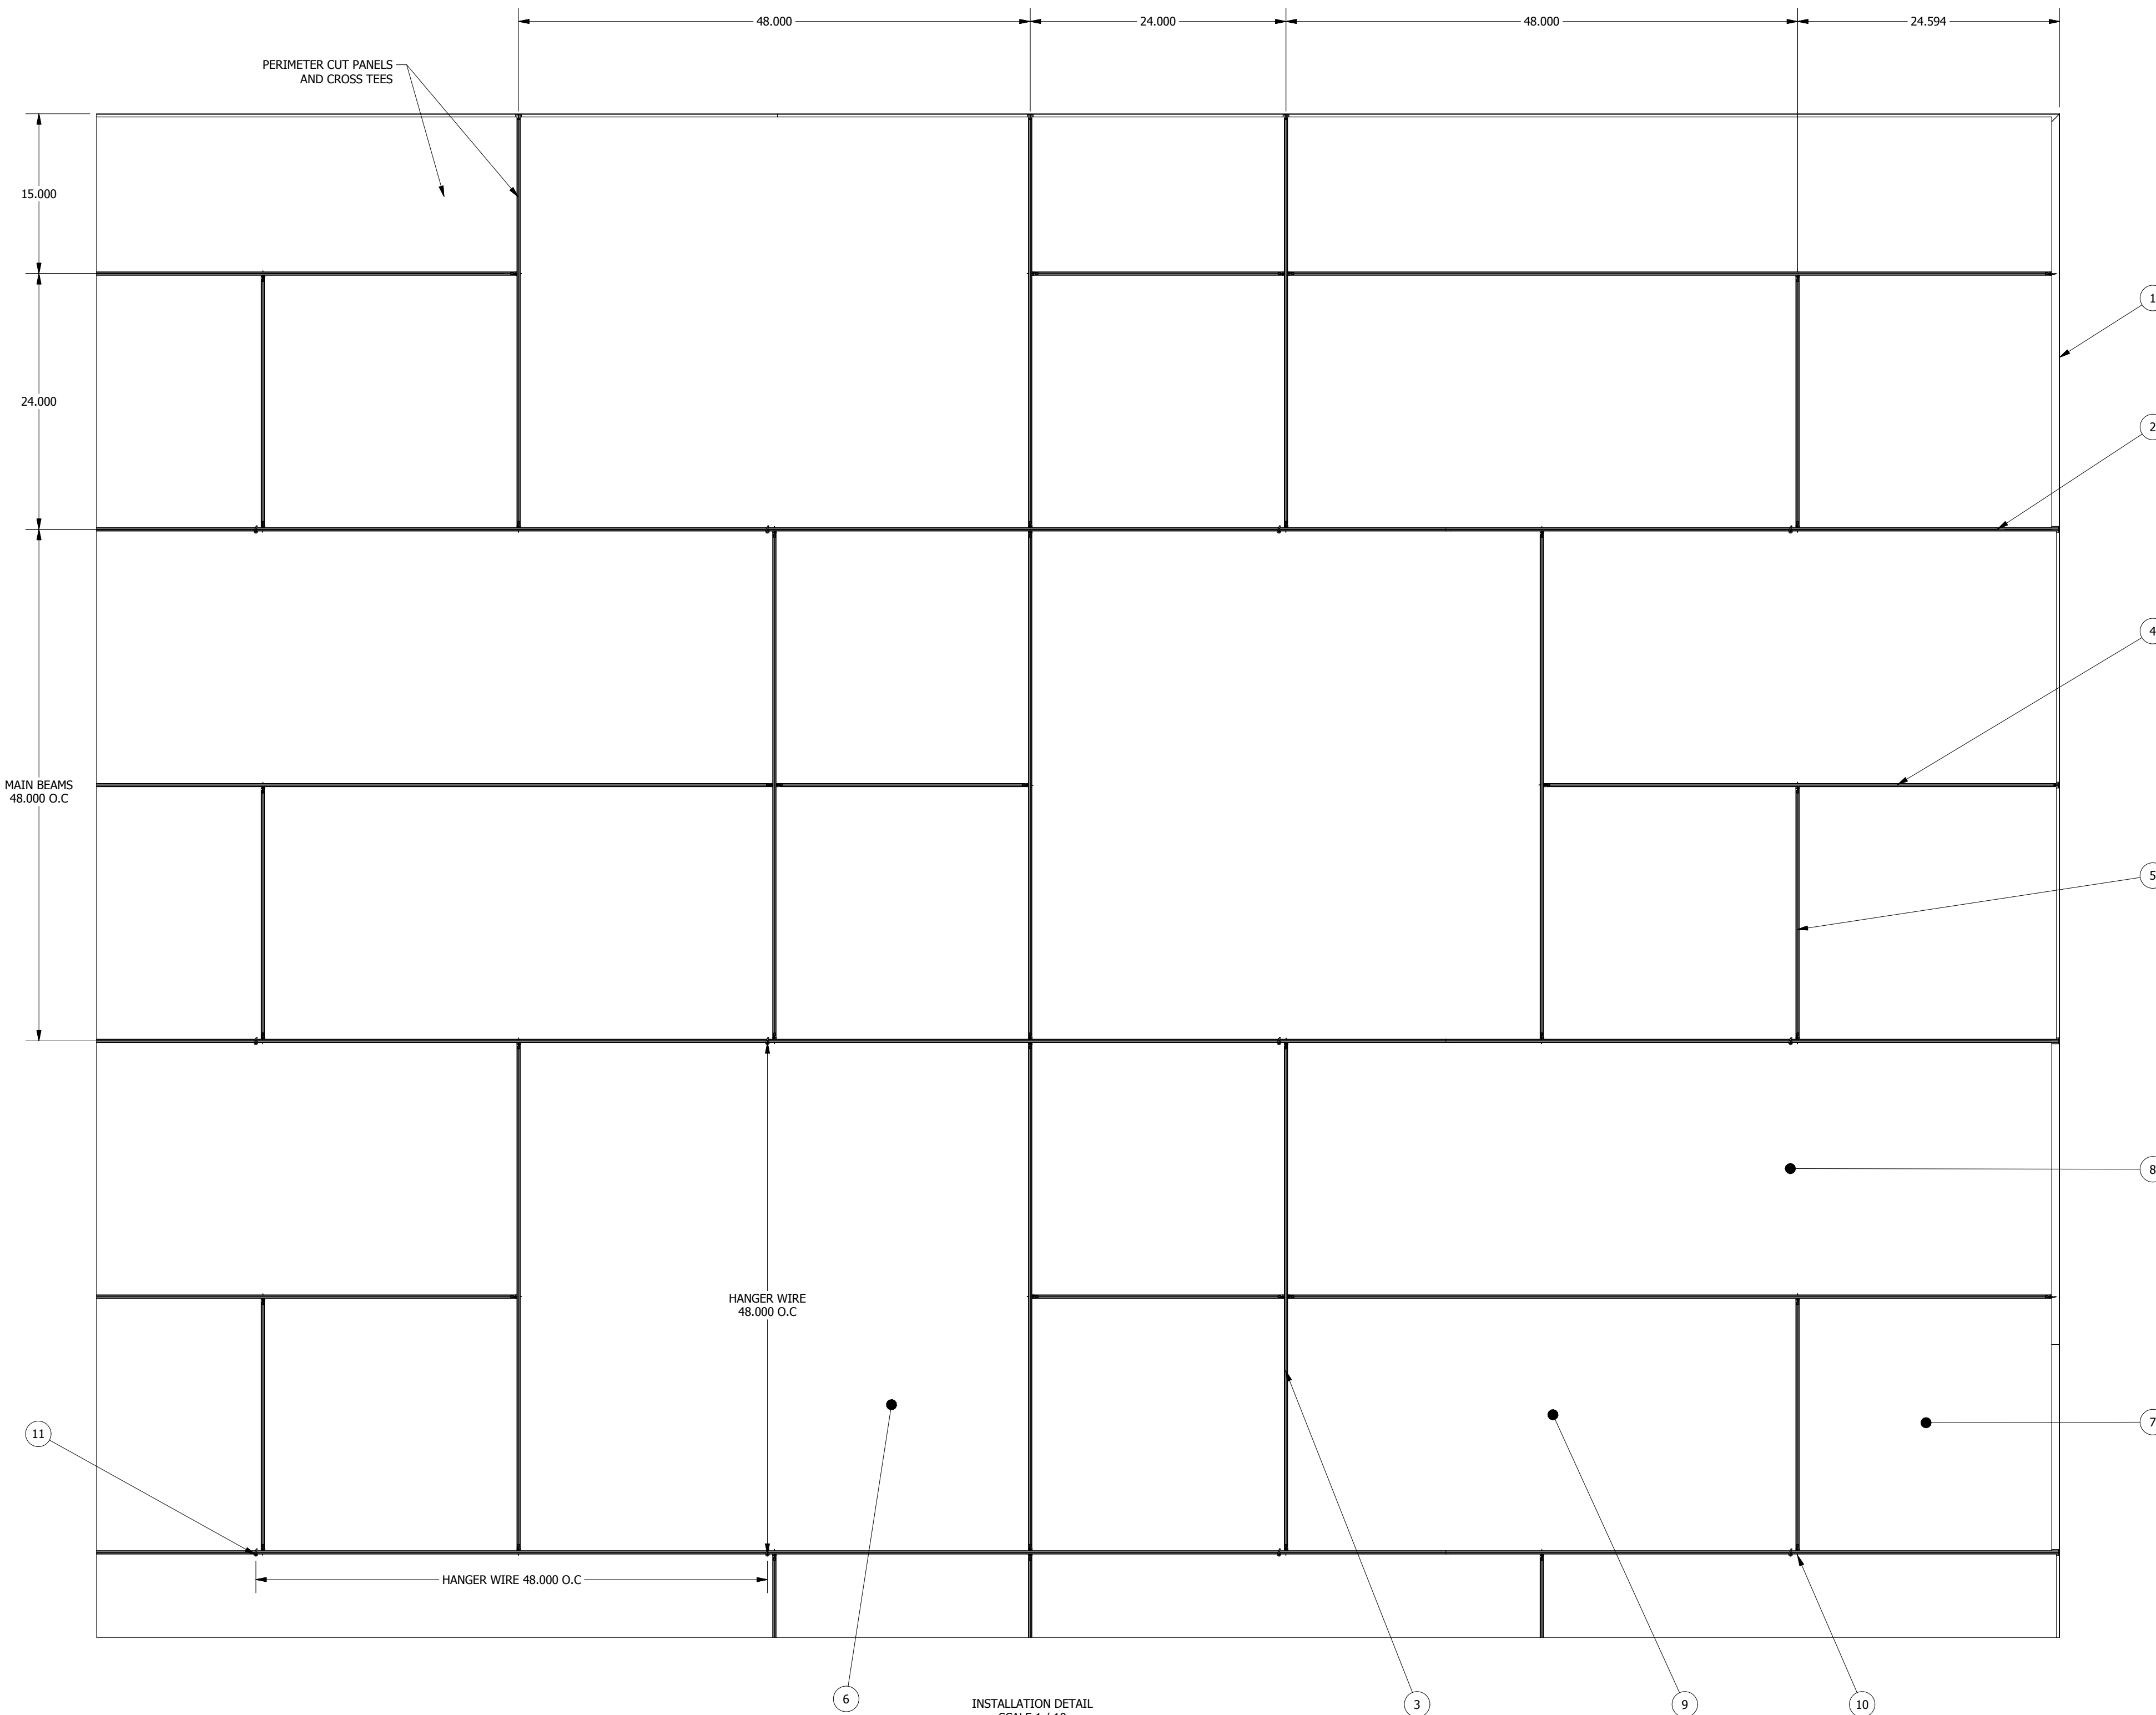 48.000
24.000
48.000
24.594
PERIMETER CUT PANELS
AND CROSS TEES
15.000
1
24.000
2
4
MAIN BEAMS
48.000 O.C
5
8
HANGER WIRE
48.000 O.C
7
11
HANGER WIRE 48.000 O.C
6
3
9
10
INSTALLATION DETAIL